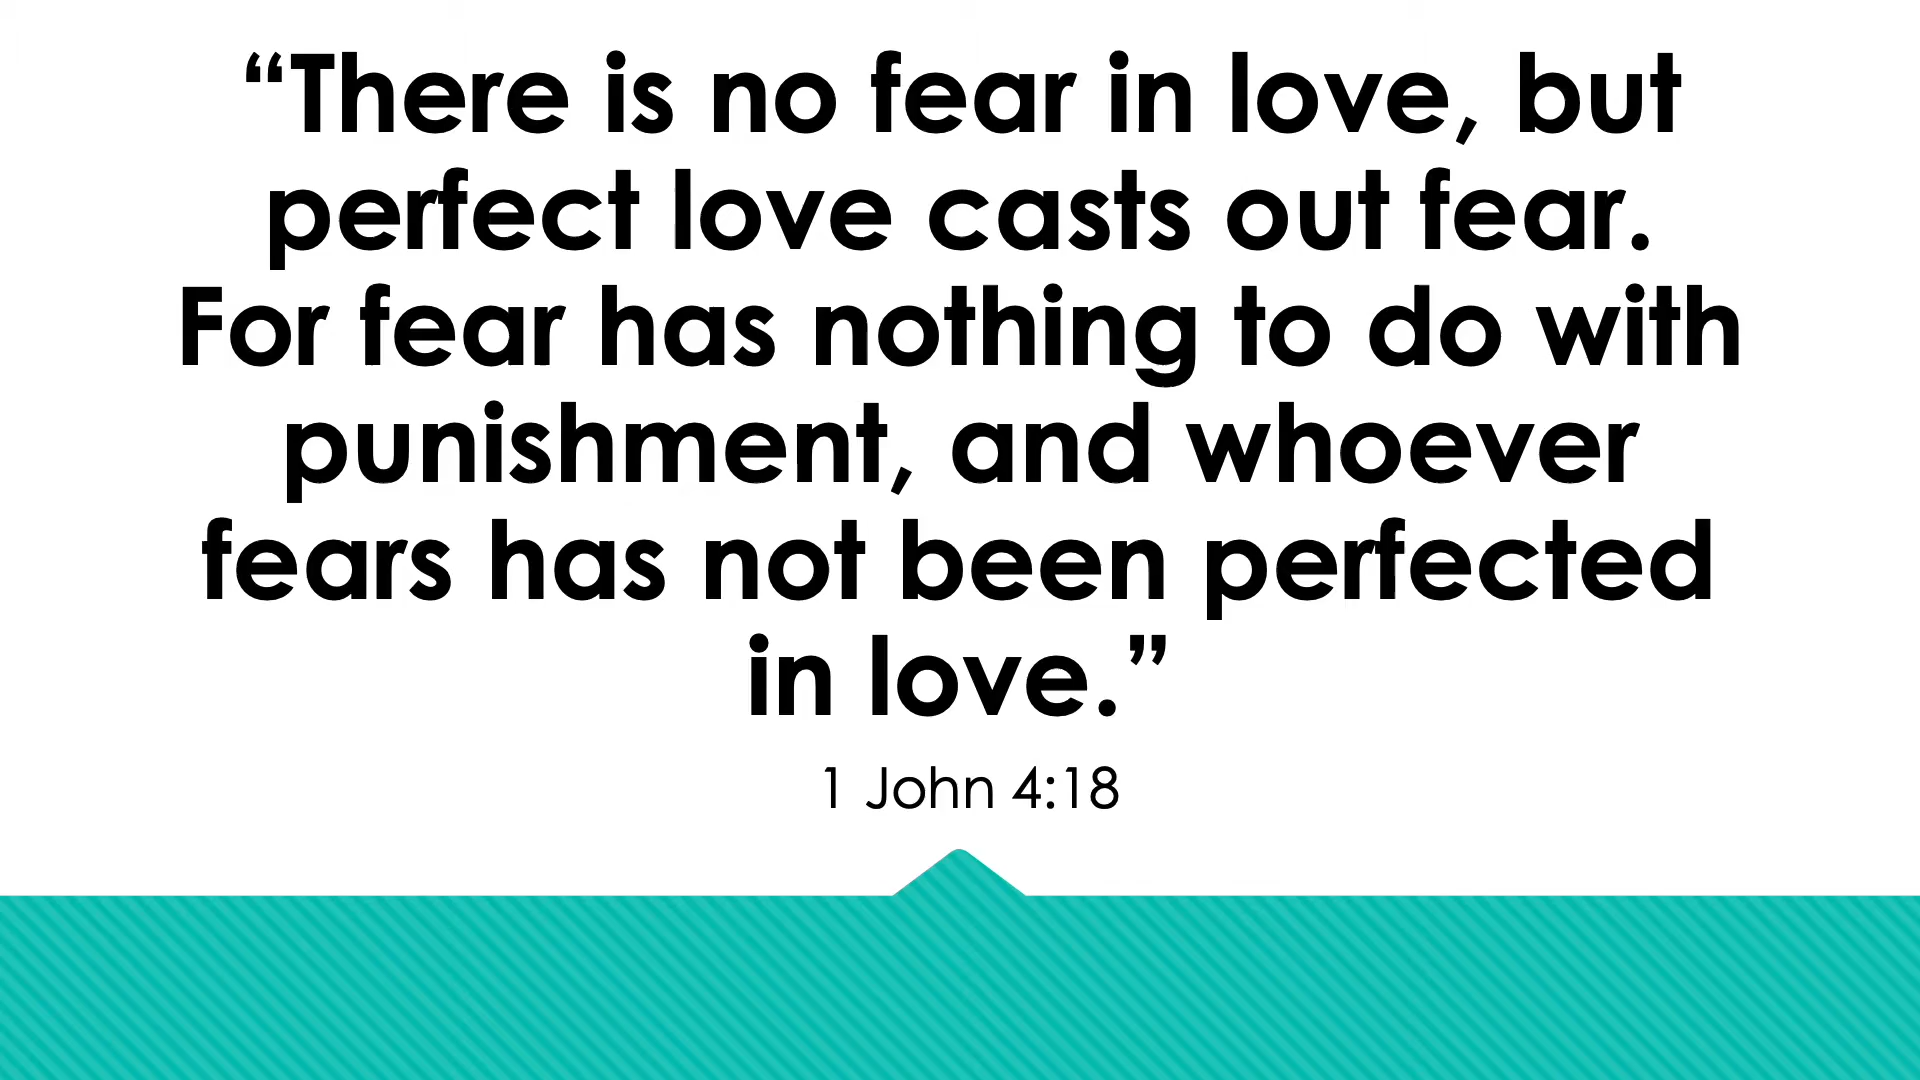 “There is no fear in love, but
perfect love casts out fear.
For fear has nothing to do with
punishment, and whoever
fears has not been perfected
in love.”
1 John 4:18